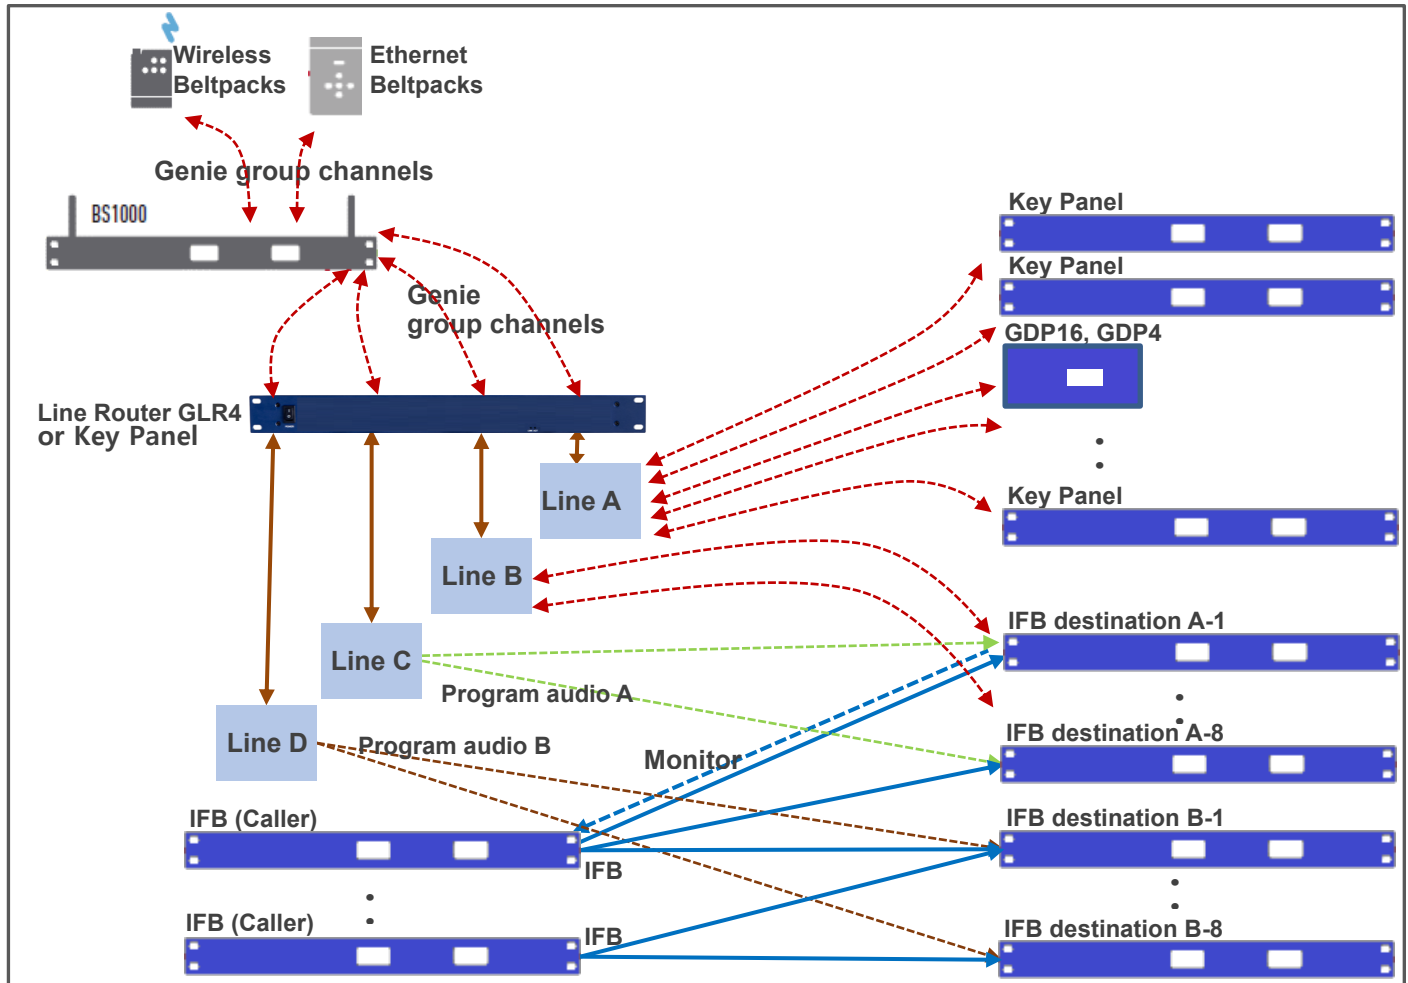 Wireless
Beltpacks
Ethernet
Beltpacks
Genie group channels
BS1000
Key Panel
Key Panel
Genie
group channels
GDP16, GDP4
Line Router GLR4
or Key Panel
Line A
Key Panel
Line B
IFB destination A-1
Line C
Program audio A
Line D
Program audio B
Monitor
IFB destination A-8
IFB (Caller)
IFB destination B-1
IFB
IFB (Caller)
IFB
IFB destination B-8